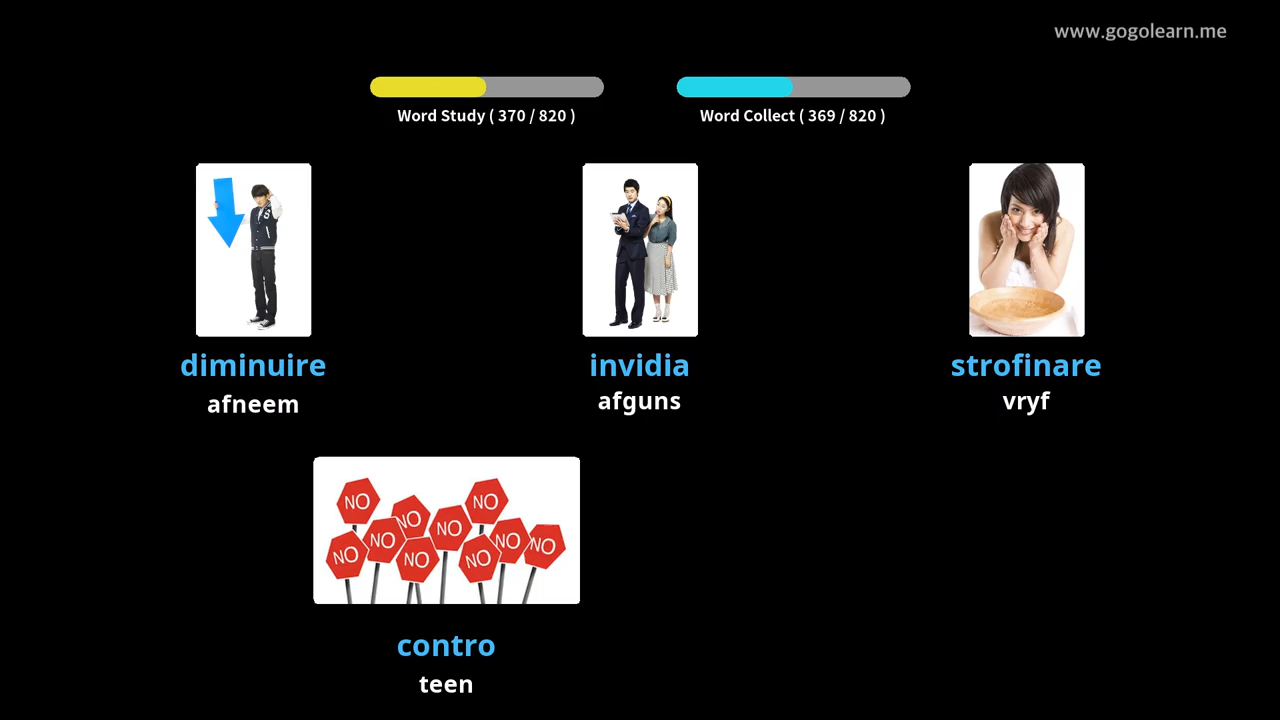 www.gogolearn.me
Word Study ( 370 / 820 )
Word Collect ( 369 / 820 )
S
diminuire
afneem
invidia
afguns
strofinare
vryf
NO
NO
NO
NO
NO
NO
NO
NO
NO
NO
contro
teen